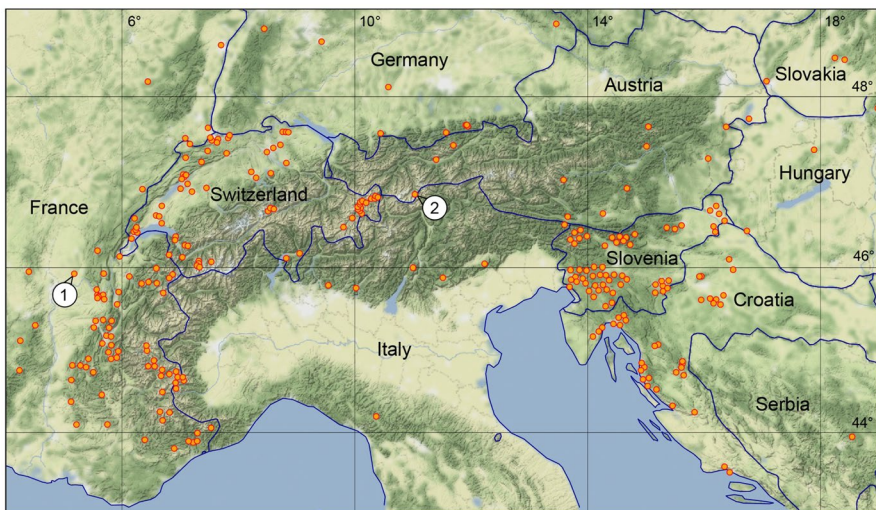 6°
10°
14°
18°
Germany
Slovakia
Austria
48°
Hungary
Switzerland
France
2
Slovenia
46°
1
Croatia
Italy
Serbia
44°